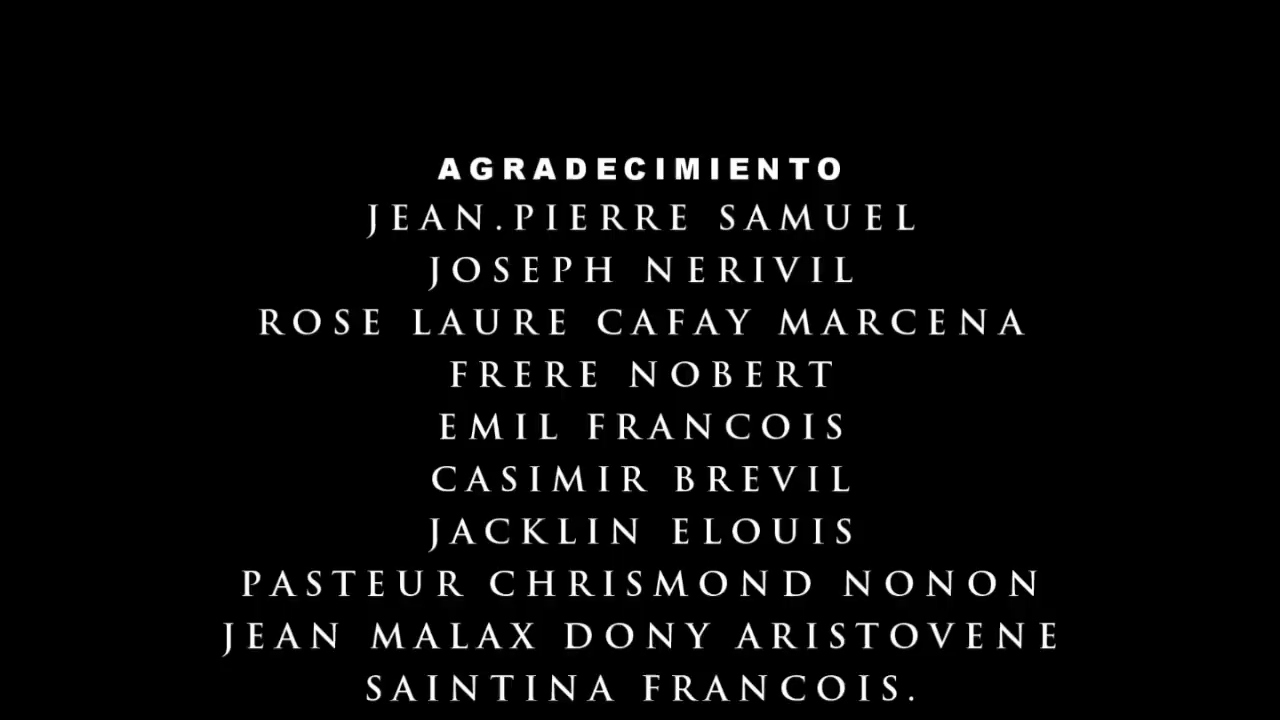 AGRADECIMIENTO
JEAN.PIERRE SAMUEL
JOSEPH NERIVIL
ROSE LAURE CAFAY MARCENA
FRERE NOBERT
EMIL FRANCOIS
CASIMIR BREVIL
JACKLIN ELOUIS
PASTEUR CHRISMOND NONON
JEAN MALAX DONY ARISTOVENE
SAINTINA FRANCOIS.